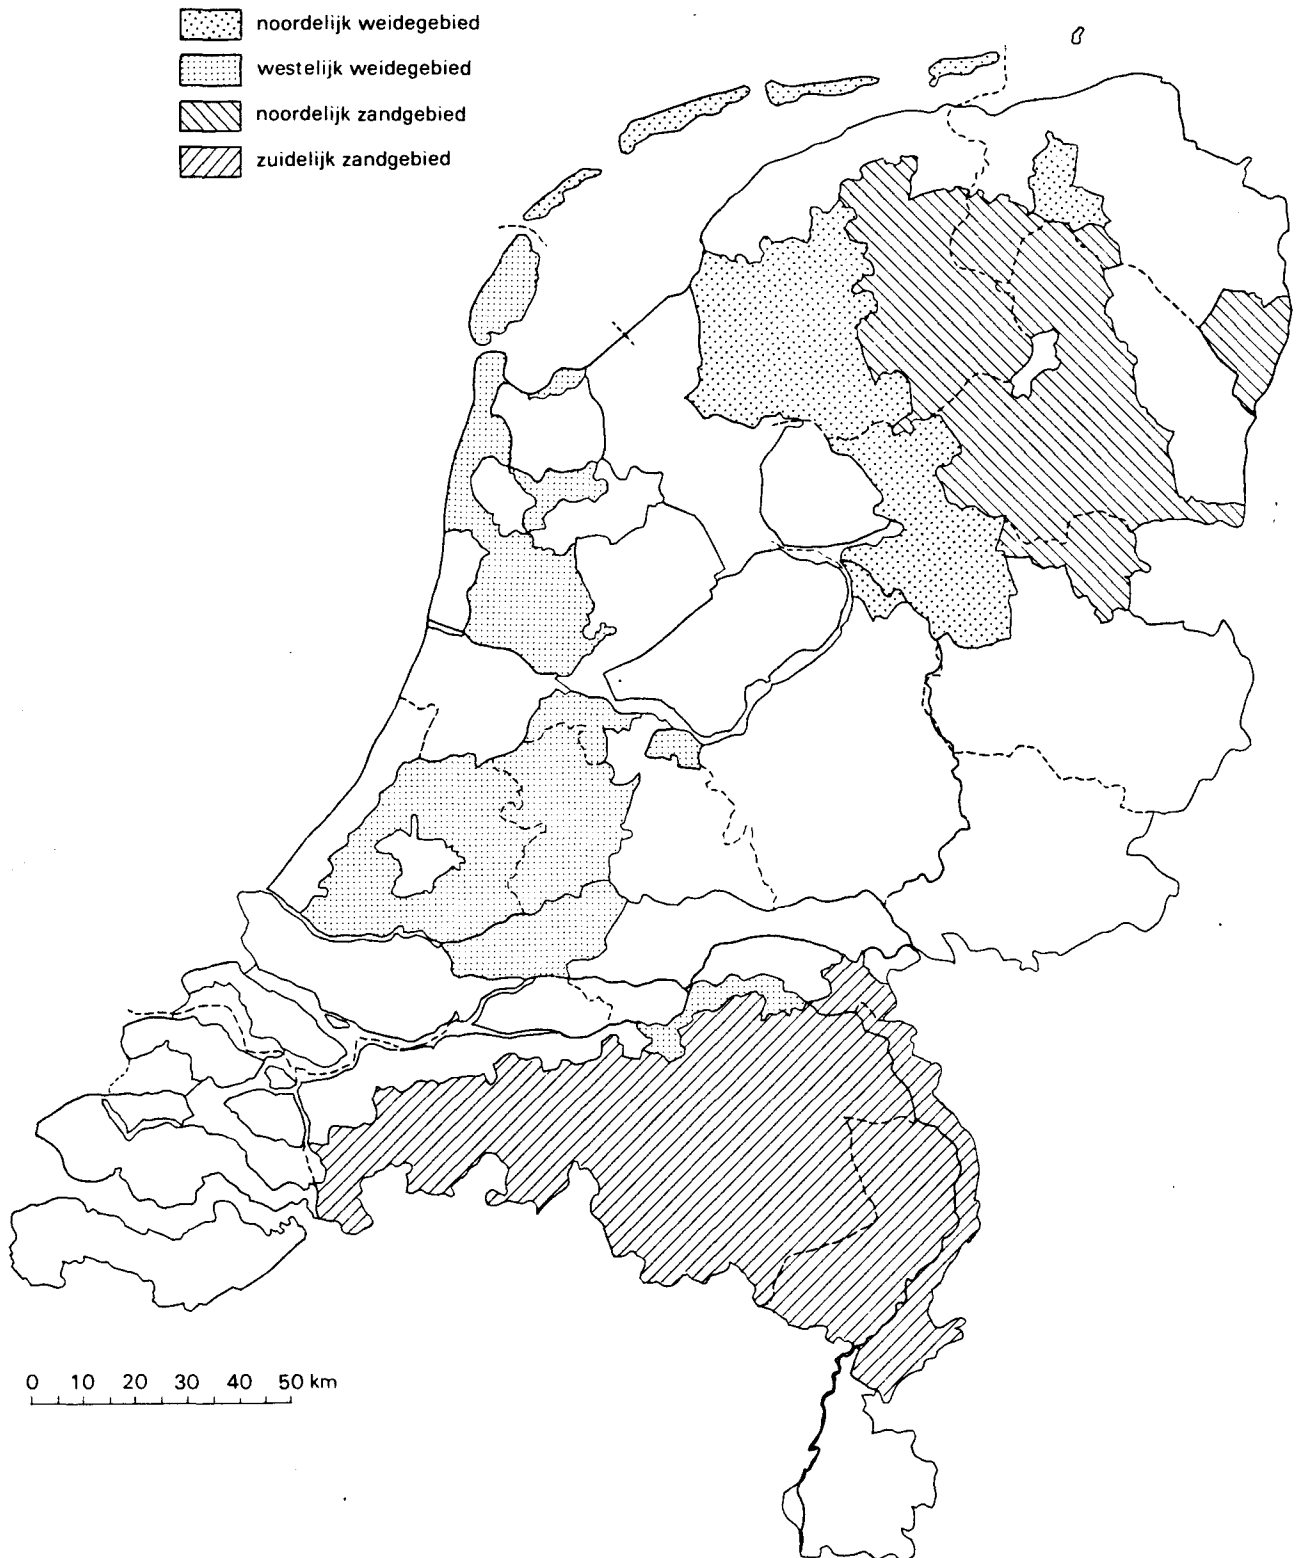 noordelijk weidegebied
westelijk weidegebied
noordelijk zandgebied
zuidelijk zandgebied
0 10 20 30 40 50 km